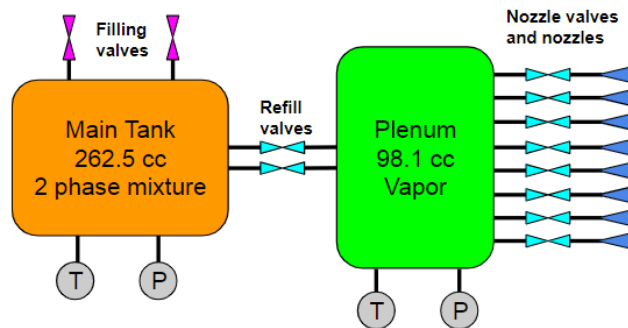 Filling
valves
Nozzle valves
and nozzles
Refill
valves
Main Tank
262.5 cc
2 phase mixture
Plenum
98.1 cc
Vapor
T
P
T
P